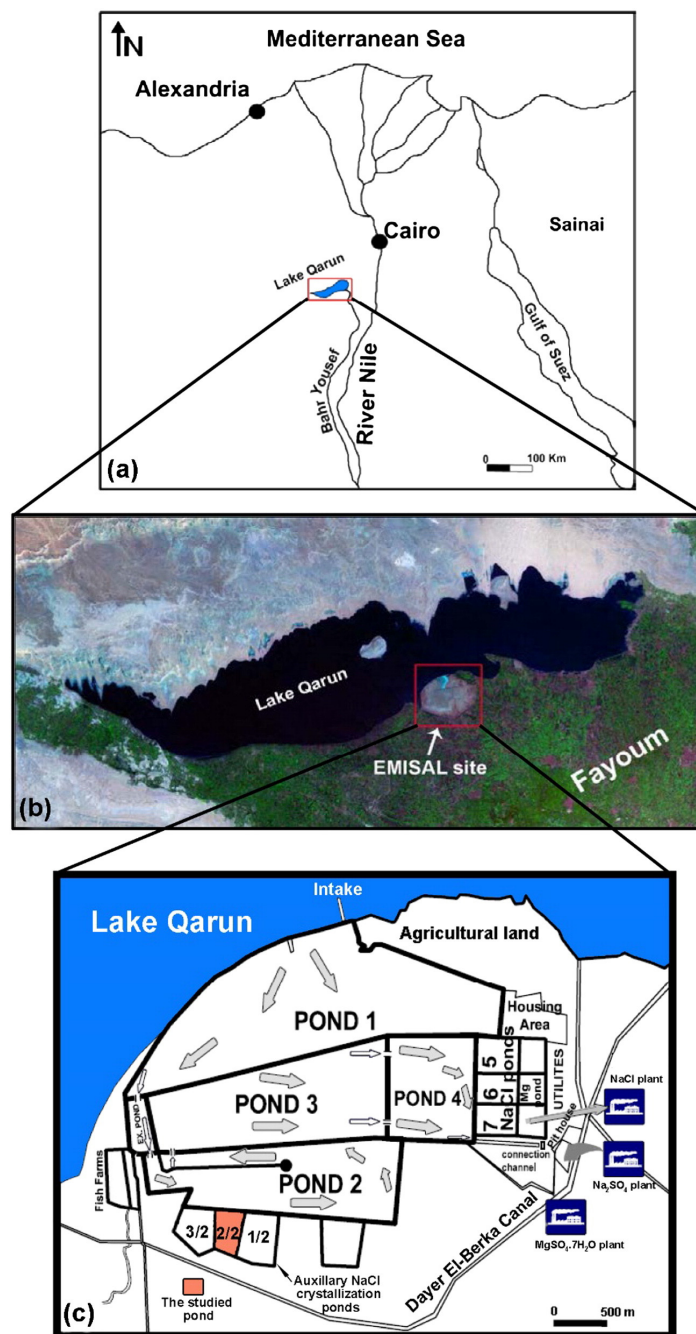 N
Mediterranean Sea
Alexandria
Cairo
Sainai
Lake Qarun
Gulf of Suez
Bahr Yousef
River Nile
0 100 Km
(a)
Lake Qarun
EMISAL site
Fayoum
(b)
Intake
Lake Qarun
Agricultural land
POND 1
Housing
Area
5
6
7
NaCl ponds
Mg
pond
UTILITES
POND 4
POND 3
EX. POND
NaCl plant
Pit house
connection
channel
Na2SO4 plant
POND 2
Fish Farms
3/2
2/2
1/2
MgSO4.7H2O plant
Dayer El-Berka Canal
Auxillary NaCl
crystallization
ponds
The studied
pond
0 500 m
(c)